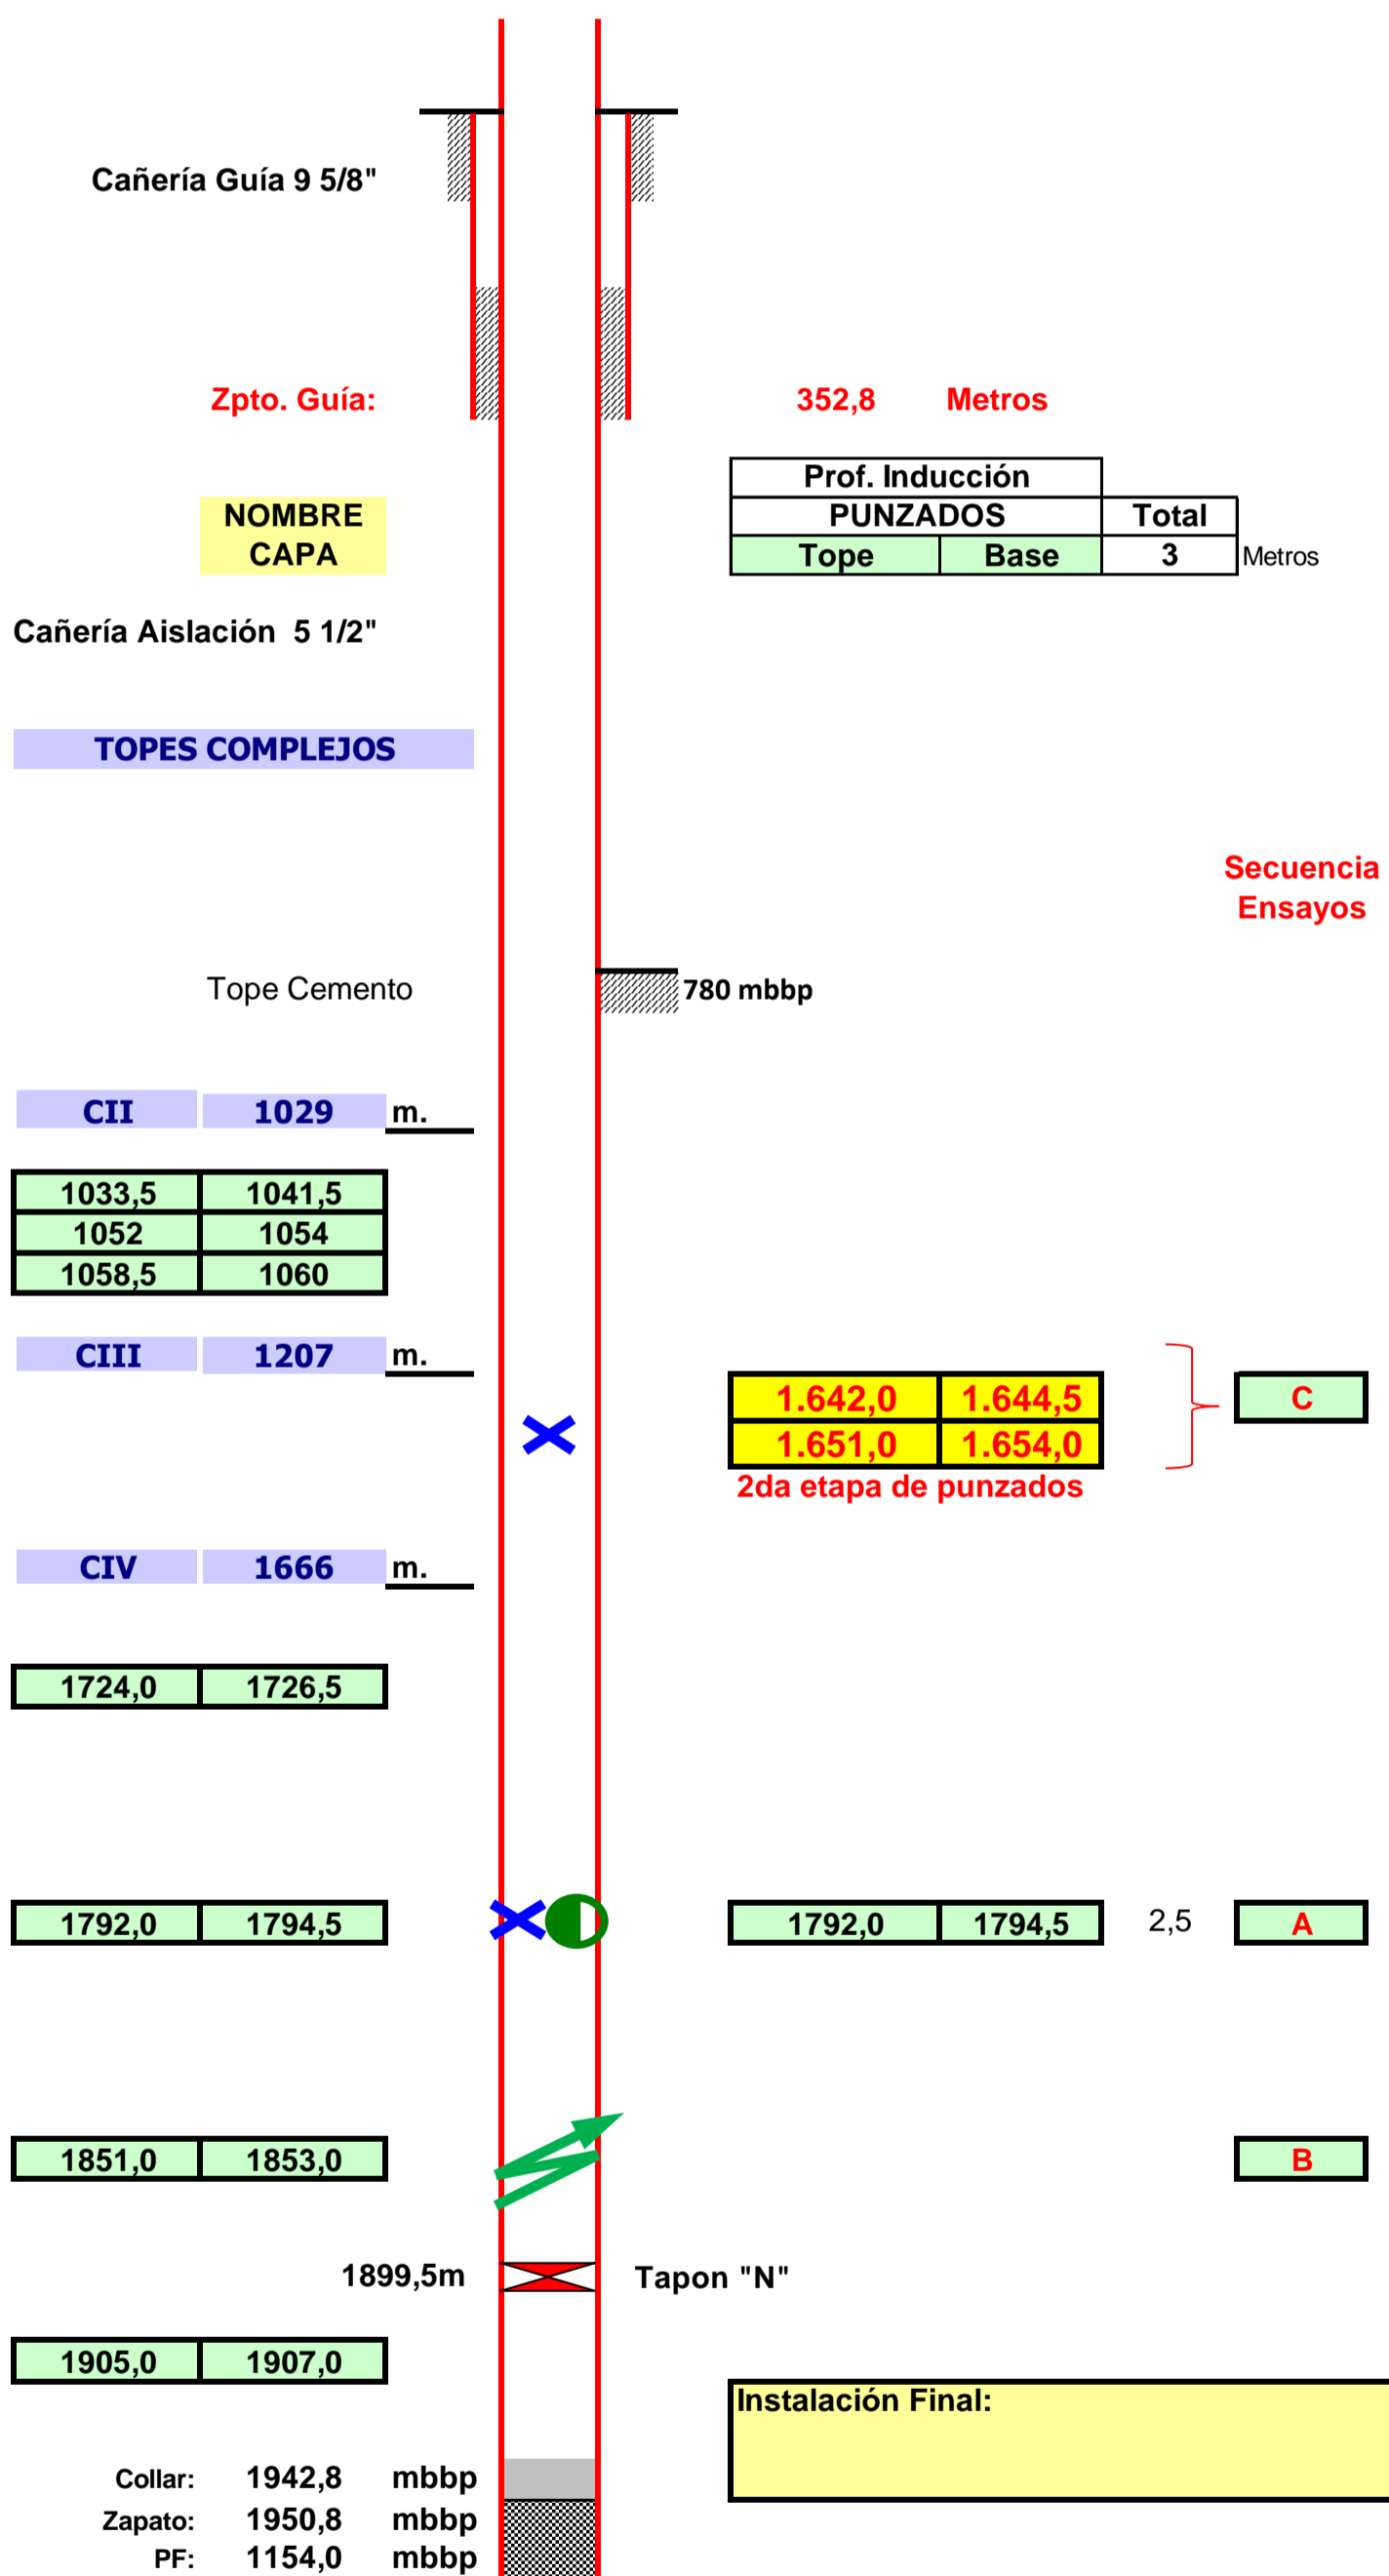 Cañería Guía 9 5/8"
Zpto. Guía: 352,8 Metros
Prof. Inducción
NOMBRE PUNZADOS Total
CAPA Tope Base 3 Metros
Cañería Aislación 5 1/2"
TOPES COMPLEJOS
Secuencia
Ensayos
Tope Cemento 780 mbbp
CII 1029 m.
1033,5 1041,5
1052 1054
1058,5 1060
CIII 1207 m.
1.642,0 1.644,5 C
1.651,0 1.654,0
2da etapa de punzados
CIV 1666 m.
1724,0 1726,5
1792,0 1794,5 1792,0 1794,5 2,5 A
1851,0 1853,0 B
1899,5m Tapon "N"
1905,0 1907,0
Instalación Final:
Collar: 1942,8 mbbp
Zapato: 1950,8 mbbp
PF: 1154,0 mbbp